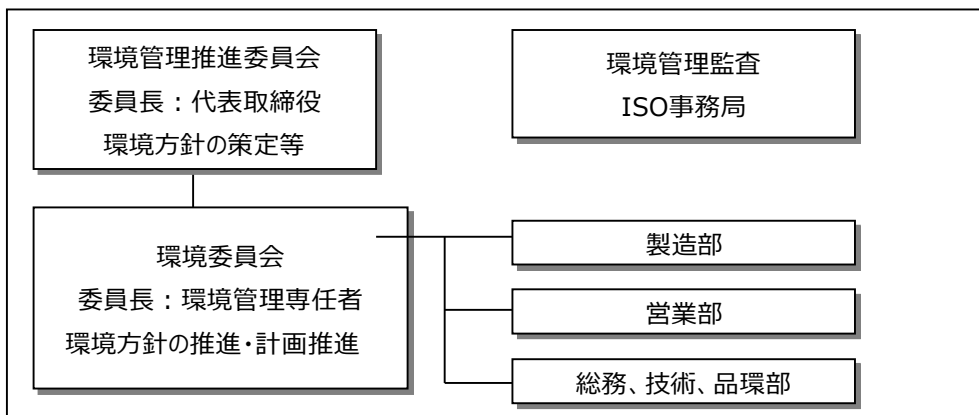 環境管理推進委員会
委員長：代表取締役
環境方針の策定等
環境管理監査
ISO事務局
環境委員会
委員長：環境管理専任者
環境方針の推進・計画推進
製造部
営業部
総務、技術、品環部